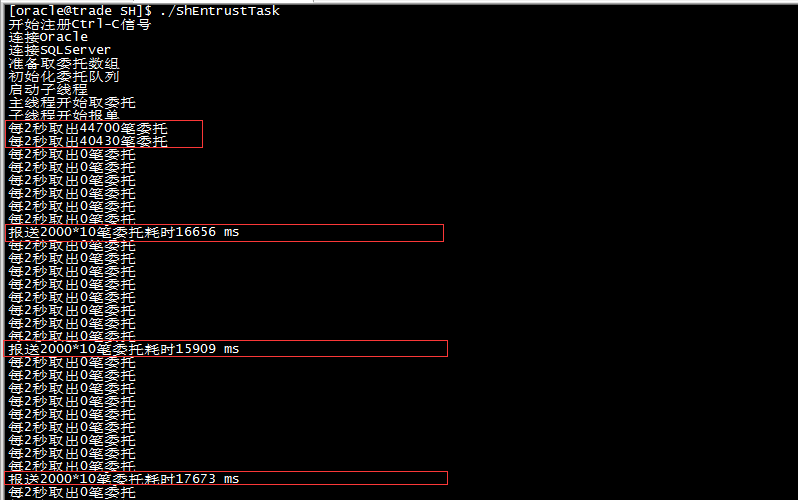 [oracle@trade SH]$ ./ShEntrustTask
开始注册Ctrl-C信号
连接Oracle
连接SQLServer
准备取委托数组
初始化委托队列
启动子线程
主线程开始取委托
子线程开始报单
每2秒取出44700笔委托
每2秒取出40430笔委托
每2秒取出0笔委托
每2秒取出0笔委托
每2秒取出0笔委托
每2秒取出0笔委托
每2秒取出0笔委托
每2秒取出0笔委托
报送2000*10笔委托耗时16656 ms
每2秒取出0笔委托
每2秒取出0笔委托
每2秒取出0笔委托
每2秒取出0笔委托
每2秒取出0笔委托
每2秒取出0笔委托
每2秒取出0笔委托
每2秒取出0笔委托
报送2000*10笔委托耗时15909 ms
每2秒取出0笔委托
每2秒取出0笔委托
每2秒取出0笔委托
每2秒取出0笔委托
每2秒取出0笔委托
每2秒取出0笔委托
每2秒取出0笔委托
每2秒取出0笔委托
每2秒取出0笔委托
报送2000*10笔委托耗时17673 ms
每2秒取出0笔委托